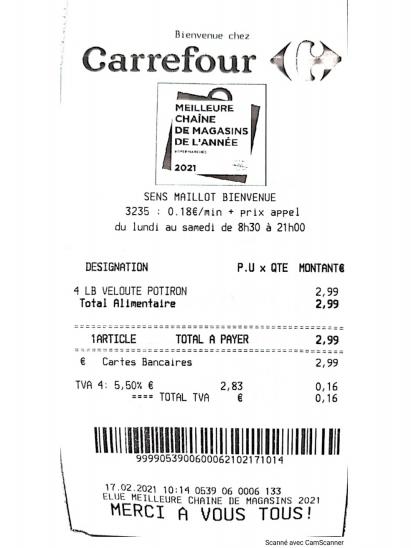 Bienvenue chez
Carrefour
MEILLEURE
CHAÎNE
DE MAGASINS
DE L'ANNÉE
2021
SENS MAILLOT BIENVENUE
3235 : 0.18€/min + prix appel
du lundi au samedi de 8h30 à 21h00
DESIGNATION P.U x QTE MONTANT€
4 LB VELOUTE POTIRON 2,99
Total Alimentaire 2,99
1ARTICLE TOTAL A PAYER 2,99
€ Cartes Bancaires 2,99
TVA 4: 5,50% € 2,83 0,16
==== TOTAL TVA € 0,16
9999053900600062102171014
17.02.2021 10:14 0539 06 0006 133
ELUE MEILLEURE CHAINE DE MAGASINS 2021
MERCI A VOUS TOUS!
Scanné avec CamScanner